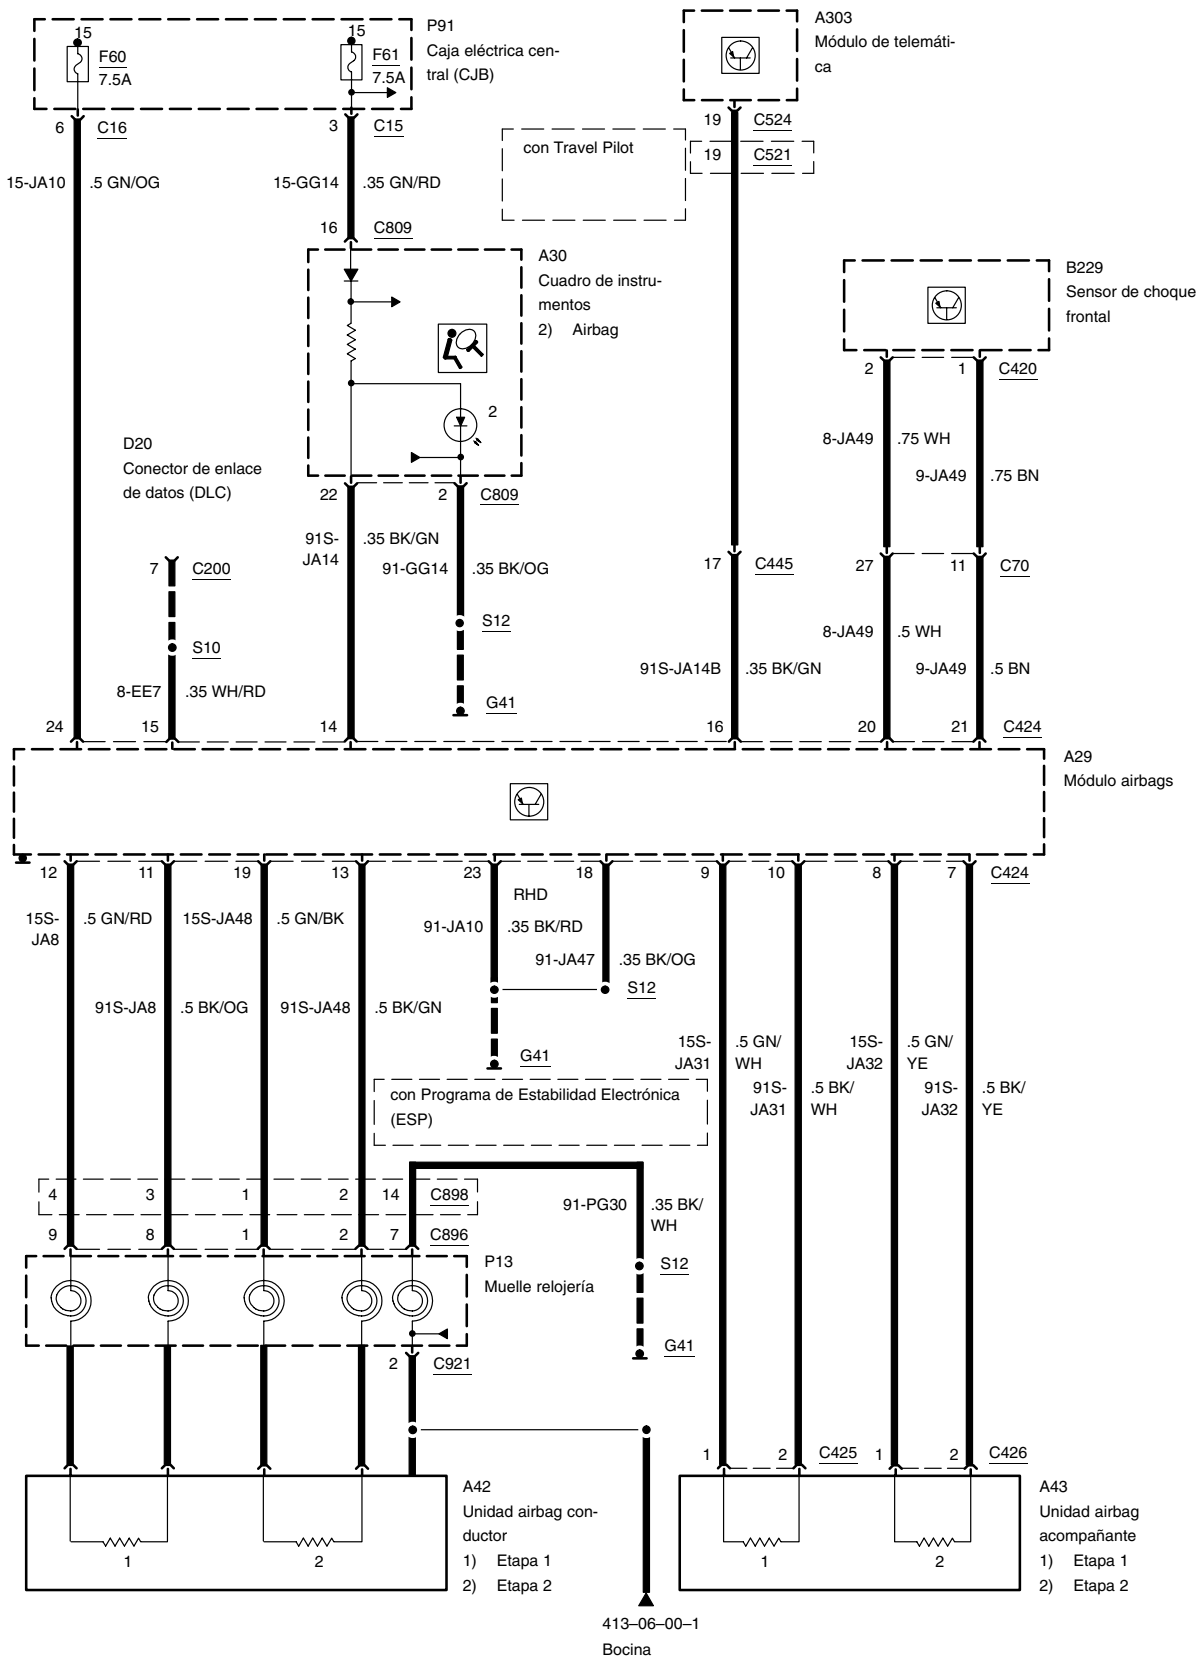 15
F60
7.5A
15
F61
7.5A
P91
Caja eléctrica cen-
tral (CJB)
A303
Módulo de telemáti-
ca
6 C16
3 C15
19 C524
con Travel Pilot
19 C521
15-JA10 .5 GN/OG
15-GG14 .35 GN/RD
16 C809
A30
Cuadro de instru-
mentos
2) Airbag
2
B229
Sensor de choque
frontal
2 1 C420
D20
Conector de enlace
de datos (DLC)
8-JA49 .75 WH
9-JA49 .75 BN
22 2 C809
91S-
JA14
.35 BK/GN
91-GG14 .35 BK/OG
7 C200
17 C445
27 11 C70
S12
S10
8-JA49 .5 WH
91S-JA14B .35 BK/GN
9-JA49 .5 BN
8-EE7 .35 WH/RD
G41
24 15 14 16 20 21 C424
A29
Módulo airbags
12 11 19 13 23 18 9 10 8 7 C424
RHD
15S-
JA8
.5 GN/RD
15S-JA48 .5 GN/BK
91-JA10 .35 BK/RD
91-JA47 .35 BK/OG
S12
91S-JA8 .5 BK/OG
91S-JA48 .5 BK/GN
G41
15S-
JA31
.5 GN/
WH
15S-
JA32
.5 GN/
YE
91S-
JA31
.5 BK/
WH
91S-
JA32
.5 BK/
YE
con Programa de Estabilidad Electrónica
(ESP)
4 3 1 2 14 C898
91-PG30 .35 BK/
WH
9 8 1 2 7 C896
P13
Muelle relojería
S12
G41
2 C921
1 2 C425 1 2 C426
A42
Unidad airbag con-
ductor
1) Etapa 1
2) Etapa 2
1 2
A43
Unidad airbag
acompañante
1) Etapa 1
2) Etapa 2
1 2
413–06–00–1
Bocina